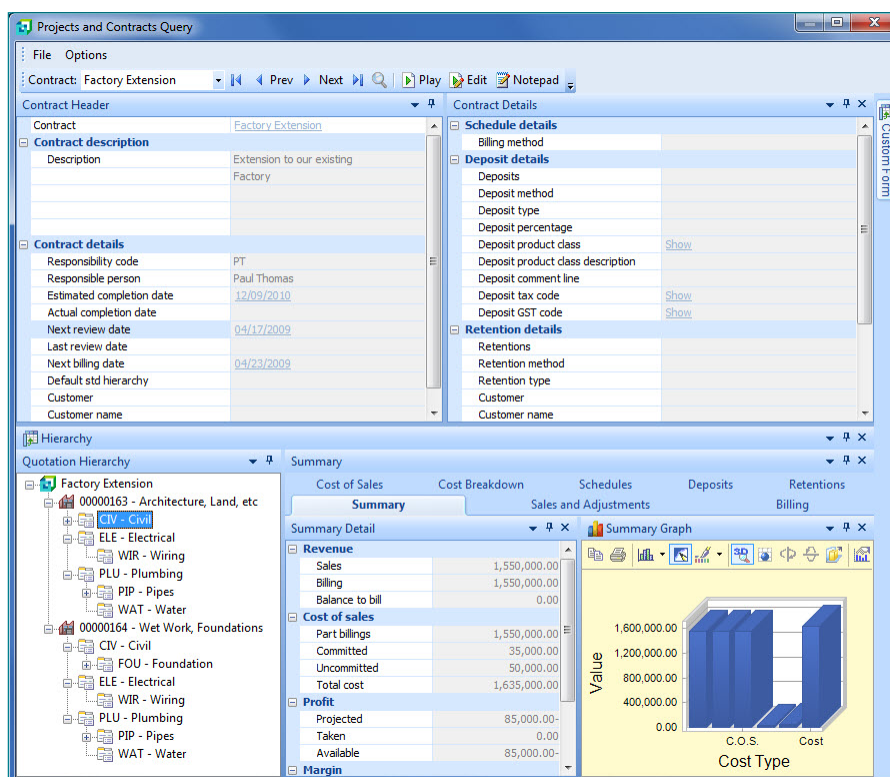 Projects and Contracts Query
File Options
Contract: Factory Extension Prev Next Play Edit Notepad
Contract Header
Contract Factory Extension
Contract description
Description Extension to our existing
Factory
Contract details
Responsibility code PT
Responsible person Paul Thomas
Estimated completion date 12/09/2010
Actual completion date
Next review date 04/17/2009
Last review date
Next billing date 04/23/2009
Default std hierarchy
Customer
Customer name
Contract Details
Schedule details
Billing method
Deposit details
Deposits
Deposit method
Deposit type
Deposit percentage
Deposit product class Show
Deposit product class description
Deposit comment line
Deposit tax code Show
Deposit GST code Show
Retention details
Retentions
Retention method
Retention type
Customer
Customer name
Custom Form
Hierarchy
Quotation Hierarchy
Factory Extension
00000163 - Architecture, Land, etc
CIV - Civil
ELE - Electrical
WIR - Wiring
PLU - Plumbing
PIP - Pipes
WAT - Water
00000164 - Wet Work, Foundations
CIV - Civil
FOU - Foundation
ELE - Electrical
WIR - Wiring
PLU - Plumbing
PIP - Pipes
WAT - Water
Summary
Cost of Sales Cost Breakdown Schedules Deposits Retentions
Summary Sales and Adjustments Billing
Summary Detail
Revenue
Sales 1,550,000.00
Billing 1,550,000.00
Balance to bill 0.00
Cost of sales
Part billings 1,550,000.00
Committed 35,000.00
Uncommitted 50,000.00
Total cost 1,635,000.00
Profit
Projected 85,000.00-
Taken 0.00
Available 85,000.00-
Margin
Summary Graph
3D
Value
1,600,000.00
1,200,000.00
800,000.00
400,000.00
0.00
C.O.S. Cost
Cost Type